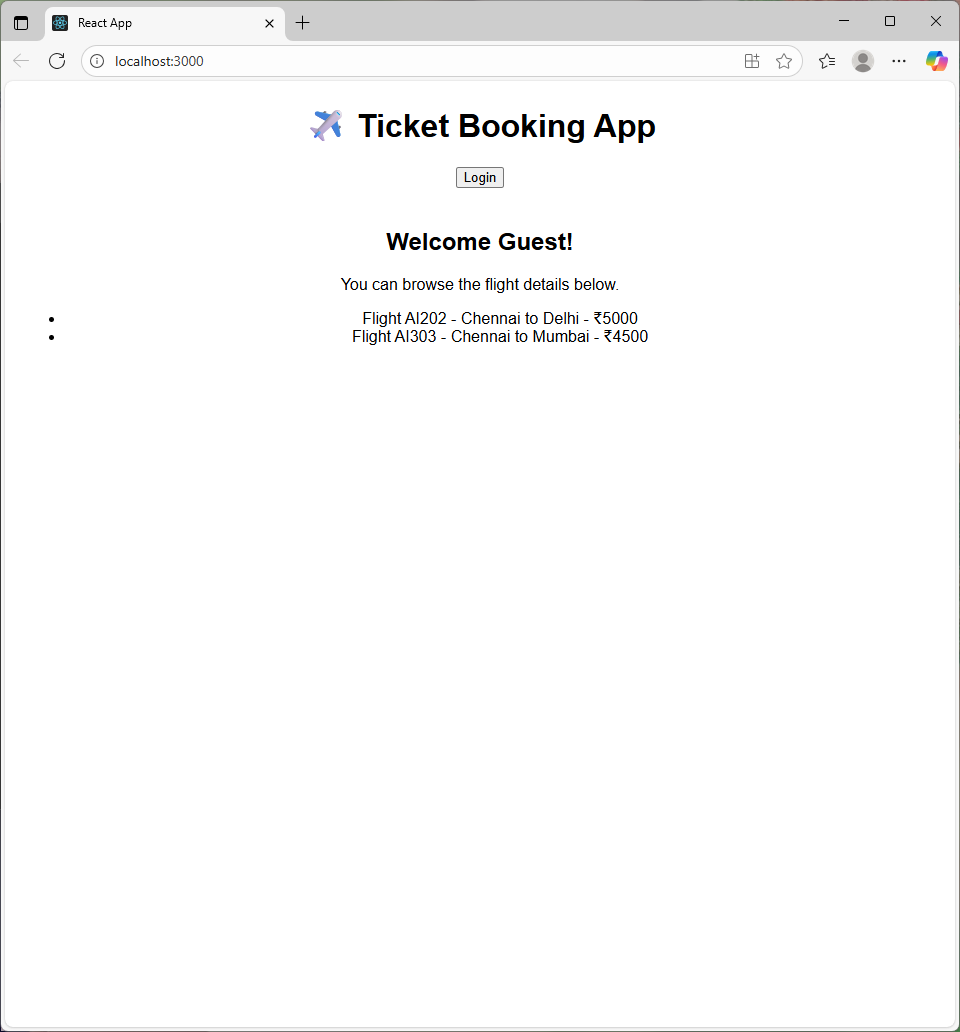 React App
localhost:3000
✈️ Ticket Booking App
Login
Welcome Guest!
You can browse the flight details below.
• Flight AI202 - Chennai to Delhi - ₹5000
• Flight AI303 - Chennai to Mumbai - ₹4500